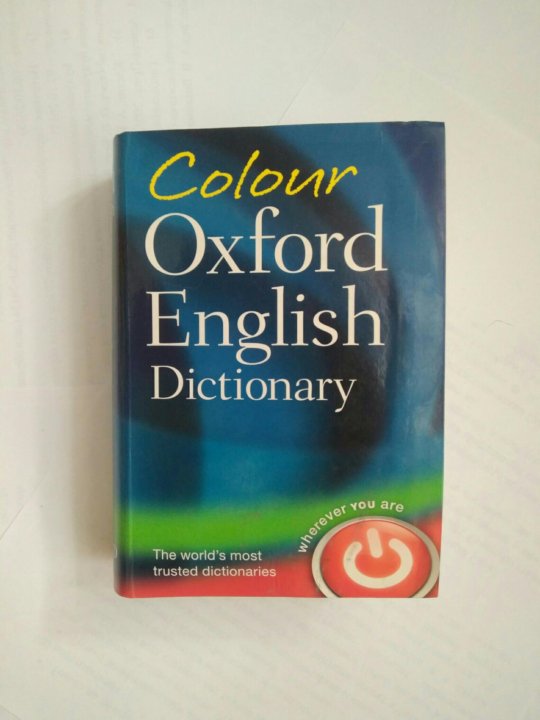 Colour
Oxford
English
Dictionary
wherever YOU are
The world's most
trusted dictionaries